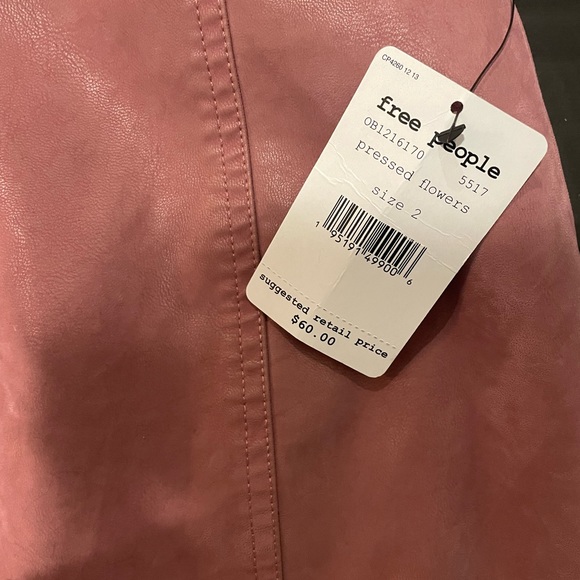 CP4260 12 13
free people
OB1216170 5517
pressed flowers
size 2
1 95191 49900 6
suggested retail price
$60.00